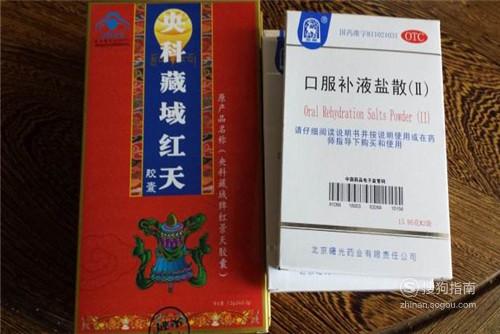 央科藏域红天
胶囊
原产品名称(央科藏域牌红景天胶囊)
国药准字H11021031
OTC
口服补液盐散(II)
Oral Rehydration Salts Powder (II)
请仔细阅读说明书并按说明使用或在药
师指导下购买和使用
中国药品电子监管码
北京曙光药业有限责任公司
搜狗指南
zhinan.sogou.com